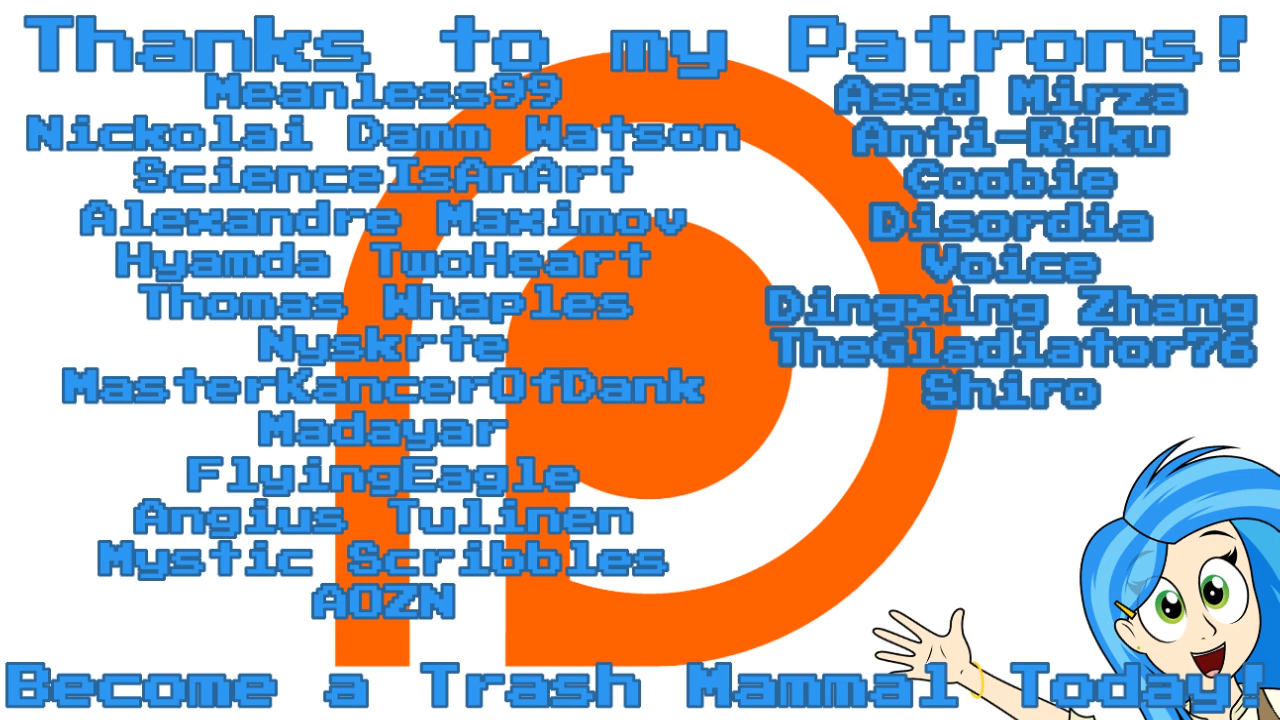 Thanks to my Patrons!
Meanless99
Nickolai Damm Watson
ScienceIsAnArt
Alexandre Maximov
Hyamda TwoHeart
Thomas Whaples
Nyskrte
MasterKancerOfDank
Madayar
FlyingEagle
Angius Tulinen
Mystic Scribbles
AOZN
Asad Mirza
Anti-Riku
Coobie
Disordia
Voice
Dingxing Zhang
TheGladiator76
Shiro
Become a Trash Mammal Today!